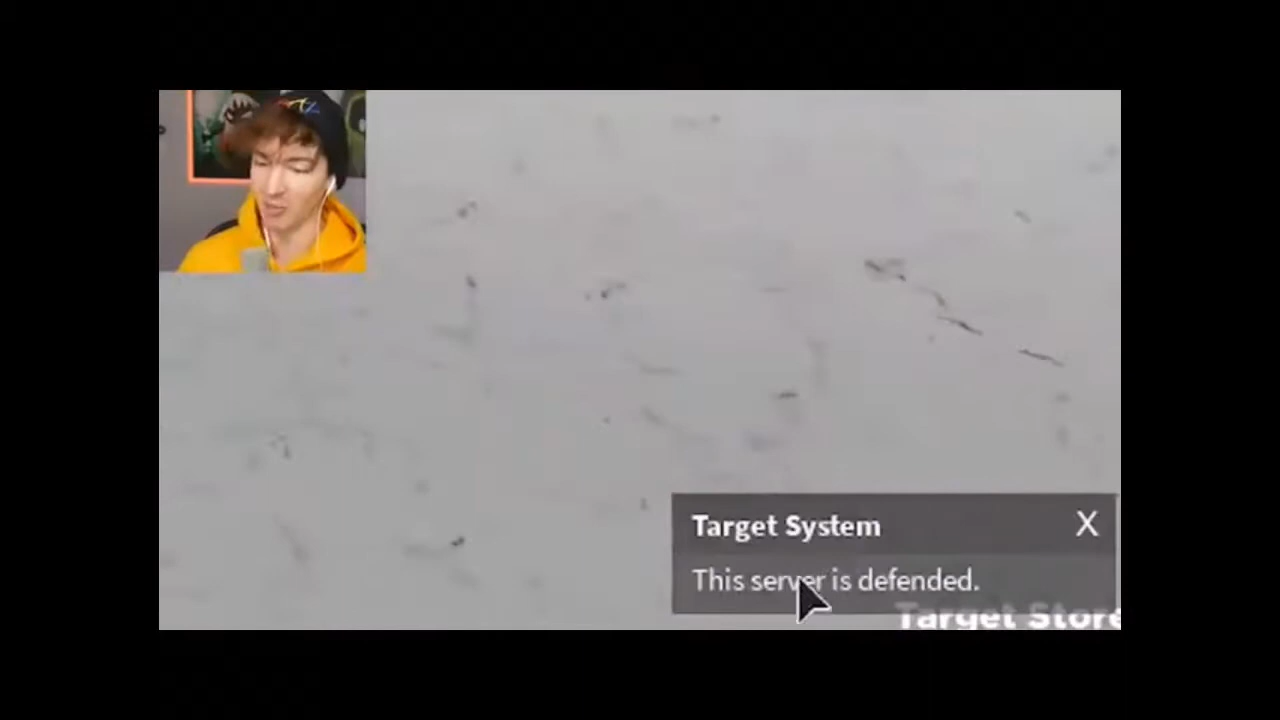 Target System
X
This server is defended.
Target Store